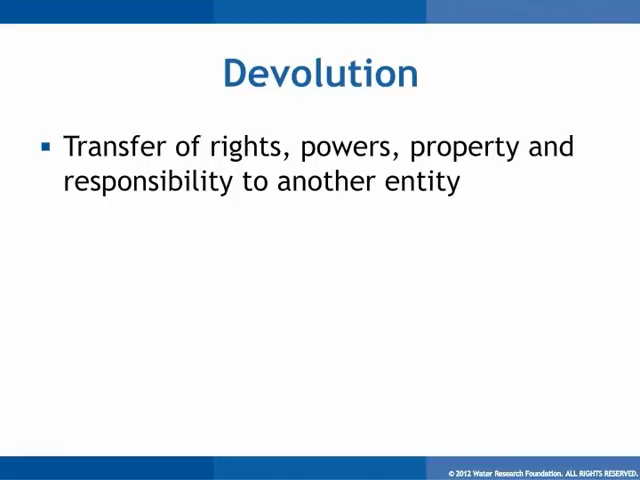 Devolution
▪ Transfer of rights, powers, property and
responsibility to another entity
© 2012 Water Research Foundation. ALL RIGHTS RESERVED.